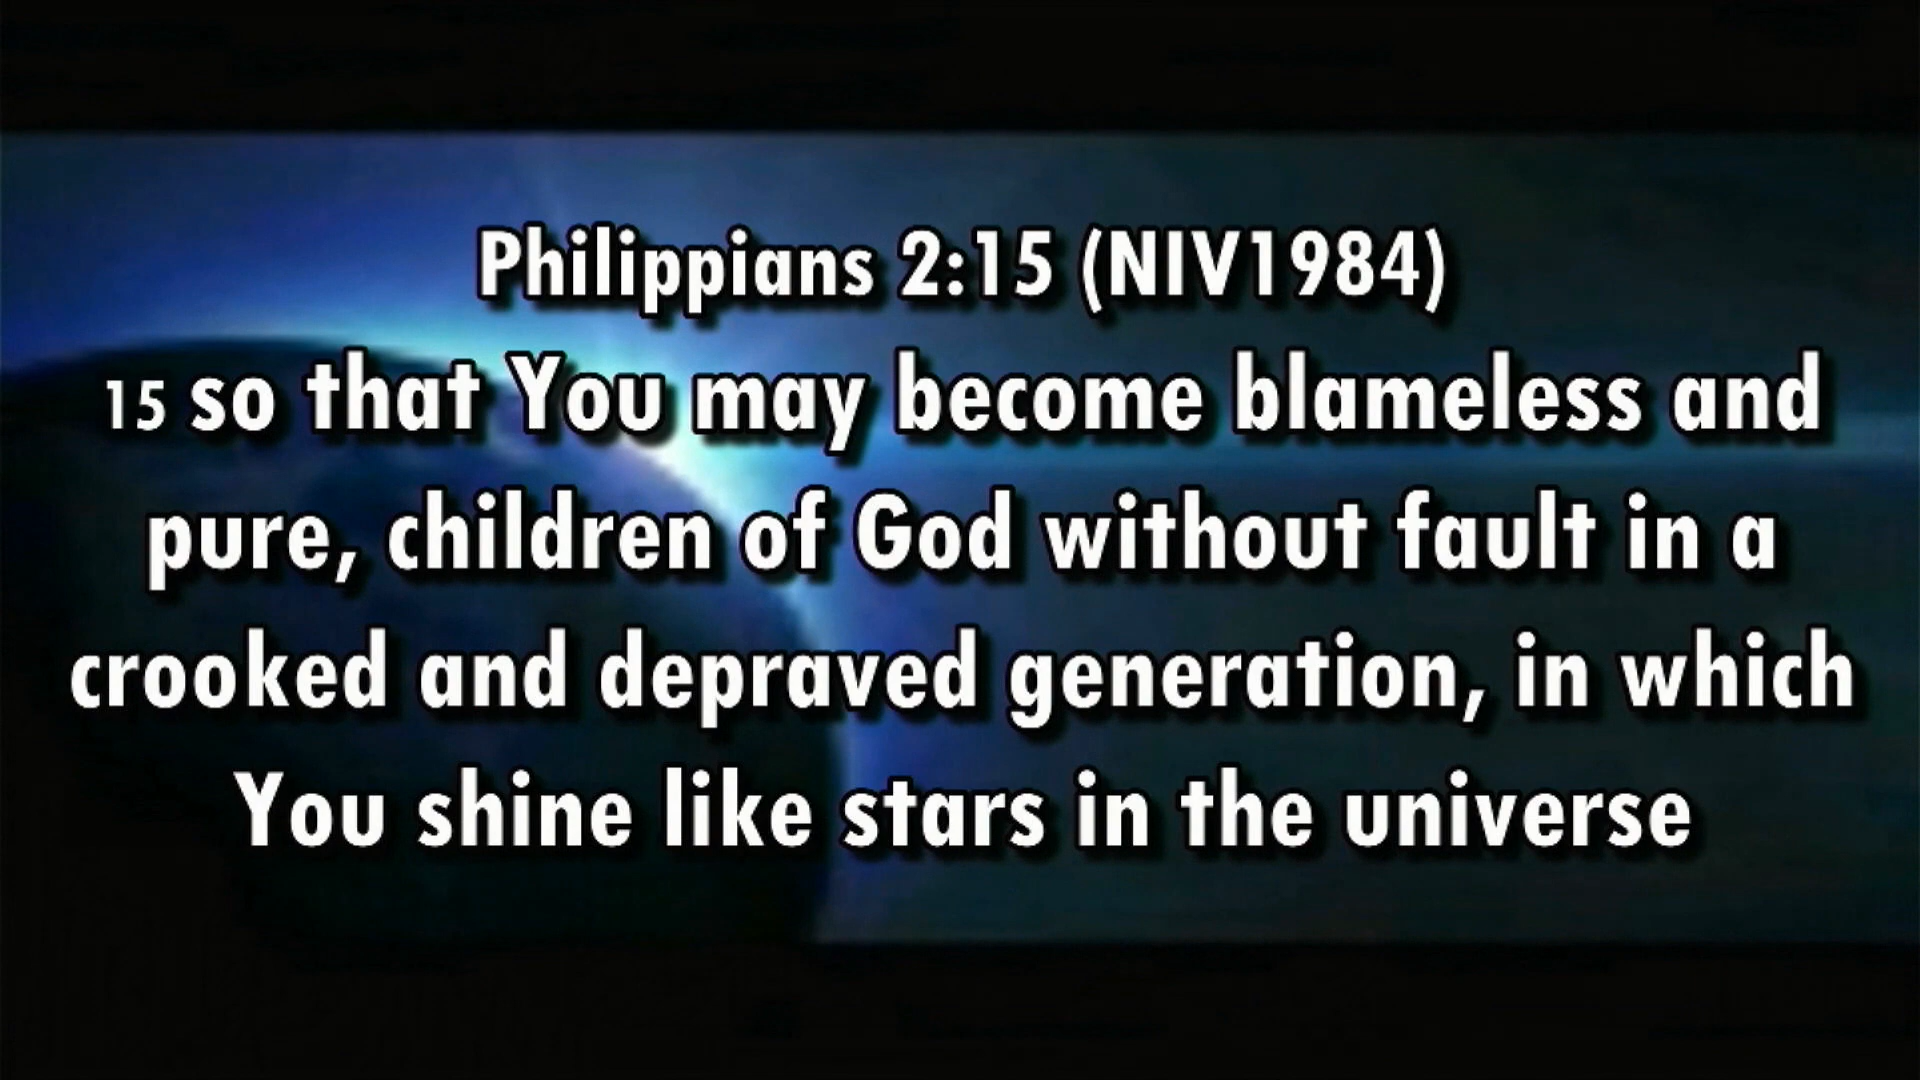 Philippians 2:15 (NIV1984)
15 so that You may become blameless and
pure, children of God without fault in a
crooked and depraved generation, in which
You shine like stars in the universe